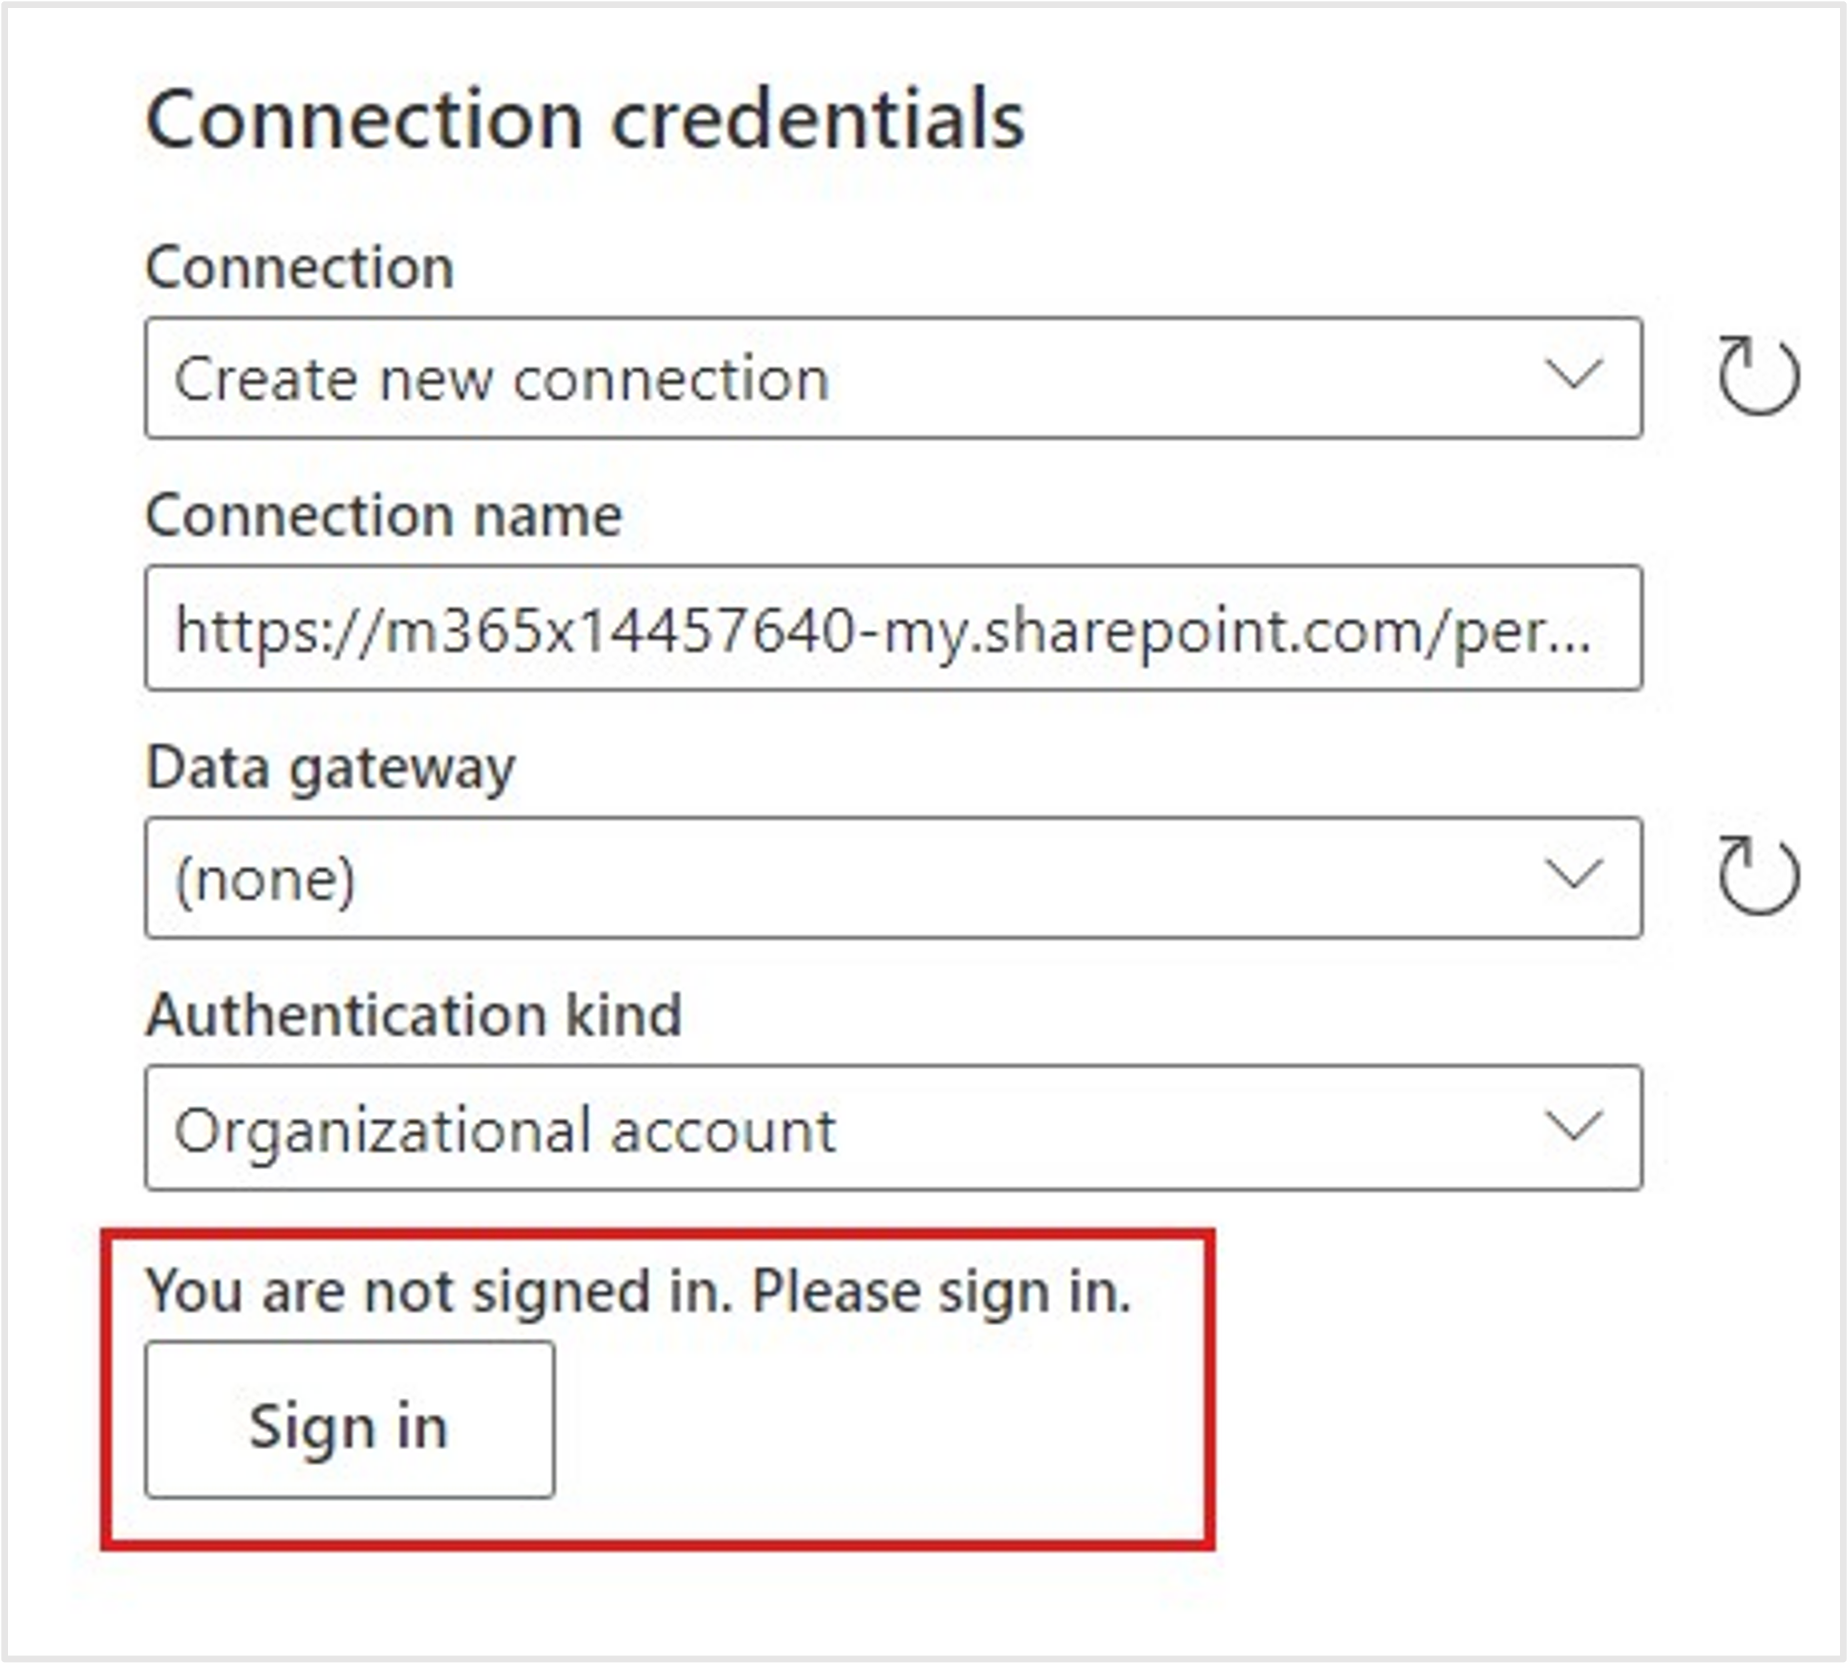 Connection credentials
Connection
Create new connection
Connection name
https://m365x14457640-my.sharepoint.com/per...
Data gateway
(none)
Authentication kind
Organizational account
You are not signed in. Please sign in.
Sign in